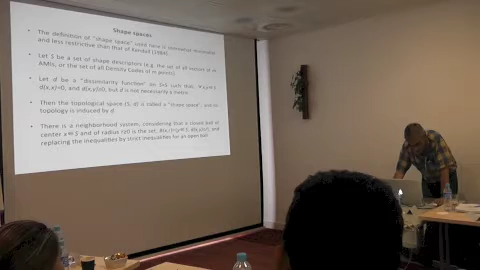 Shape spaces
• The definition of "shape space" used here is somewhat
and less restrictive than that of Kendall (1984).
• Let S be a set of shape descriptors (e.g. the set of all vectors of
AMIs, or the set of all Density Codes of m points).
• Let d be a "dissimilarity function" on SxS such that,
d(x,x)=0, and d(x,y)≥0, but d is not necessarily a metric.
• Then the topological space (S, d) is called a "shape space", and its
topology is induced by d.
• There is a neighborhood system, considering that a closed ball of
center x∈S and of radius r≥0 is the set, and
replacing the inequalities by strict inequalities for an open ball.